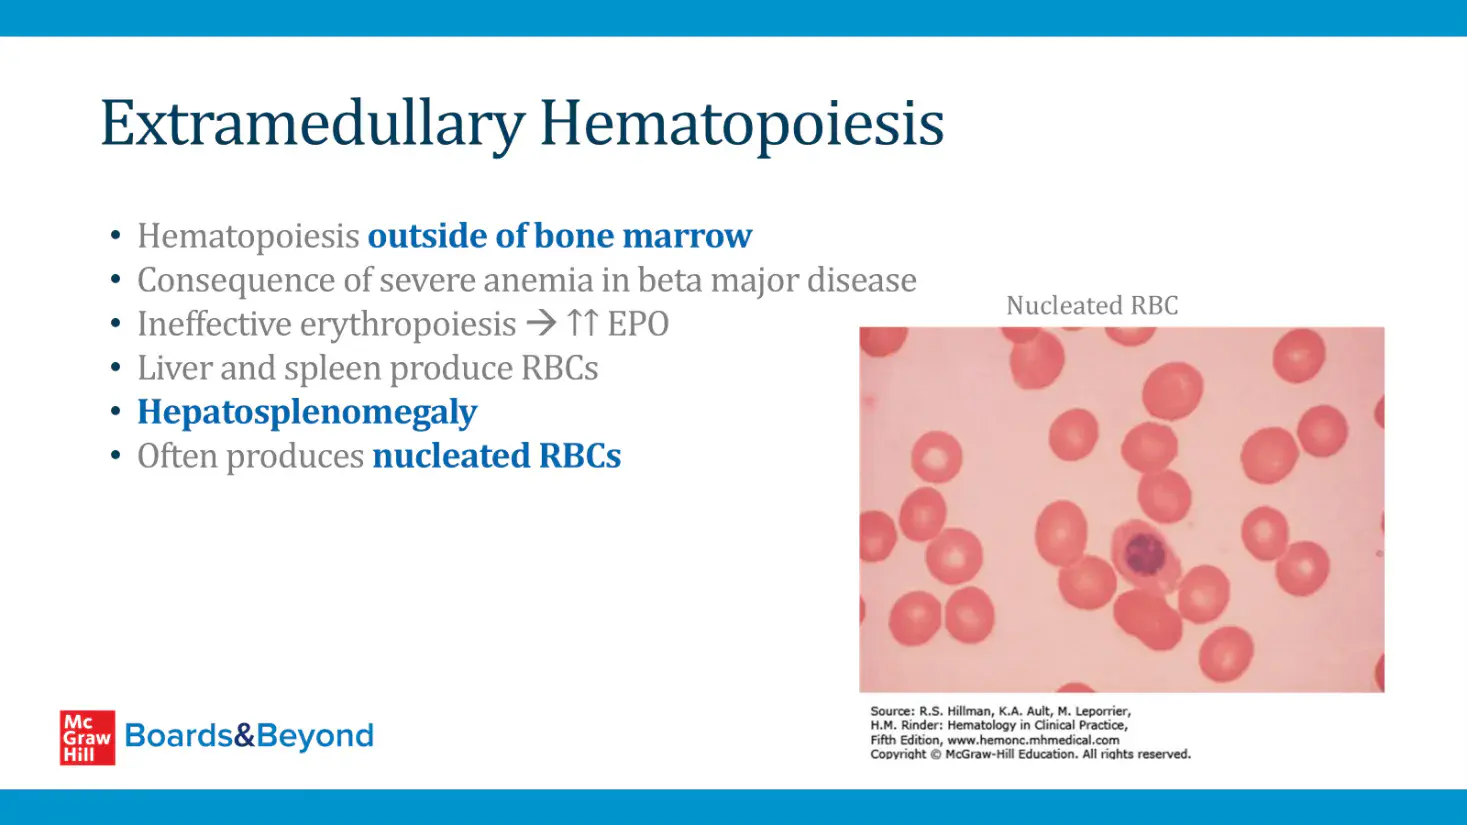 Extramedullary Hematopoiesis
• Hematopoiesis outside of bone marrow
• Consequence of severe anemia in beta major disease
• Ineffective erythropoiesis → ↑↑ EPO
• Liver and spleen produce RBCs
• Hepatosplenomegaly
• Often produces nucleated RBCs
Nucleated RBC
Source: R.S. Hillman, K.A. Ault, M. Leporrier,
H.M. Rinder: Hematology in Clinical Practice,
Fifth Edition, www.hemonc.mhmedical.com
Copyright © McGraw-Hill Education. All rights reserved.
Mc
Graw
Hill
Boards&Beyond